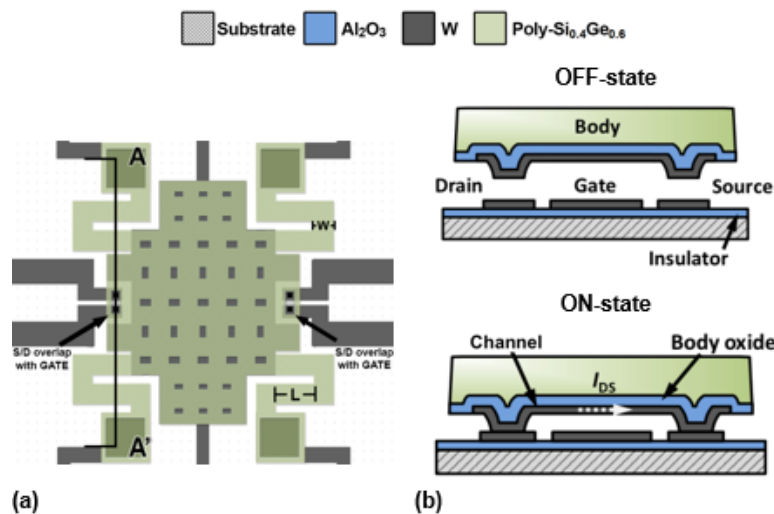 Substrate Al₂O₃ W Poly-Si₀.₄Ge₀.₆
OFF-state
Body
Drain Gate Source
Insulator
ON-state
Channel Body oxide
I_DS
A
W
S/D overlap
with GATE
S/D overlap
with GATE
L
A'
(a)
(b)